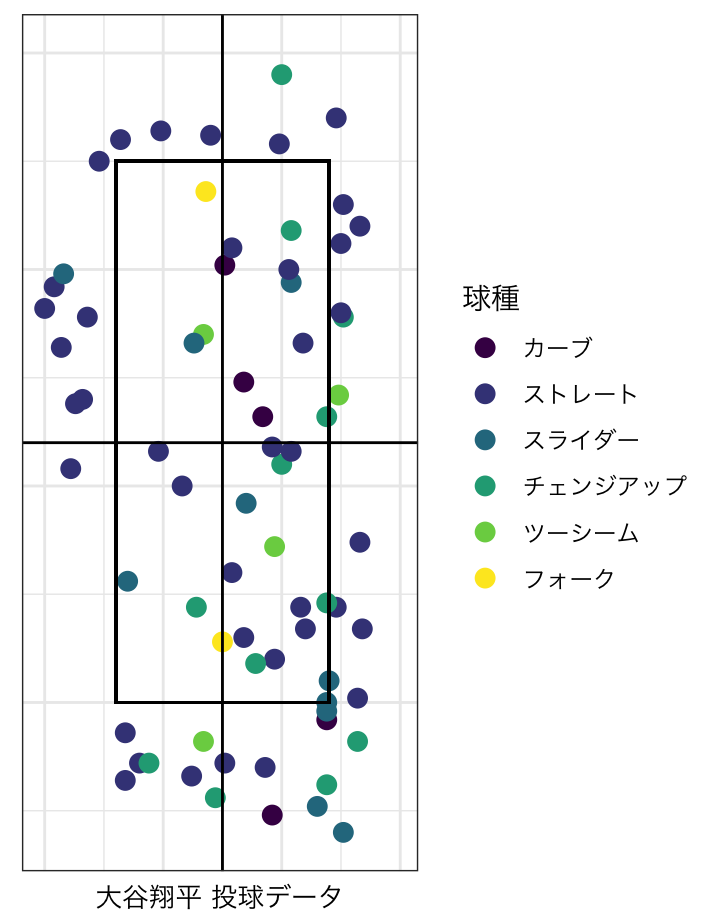 球種
カーブ
ストレート
スライダー
チェンジアップ
ツーシーム
フォーク
大谷翔平 投球データ